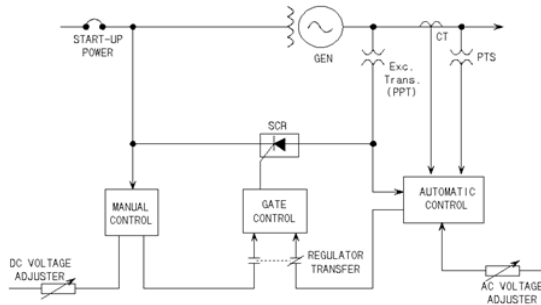 START-UP
POWER
GEN
CT
PTS
Exc.
Trans.
(PPT)
SCR
MANUAL
CONTROL
GATE
CONTROL
AUTOMATIC
CONTROL
REGULATOR
TRANSFER
DC VOLTAGE
ADJUSTER
AC VOLTAGE
ADJUSTER